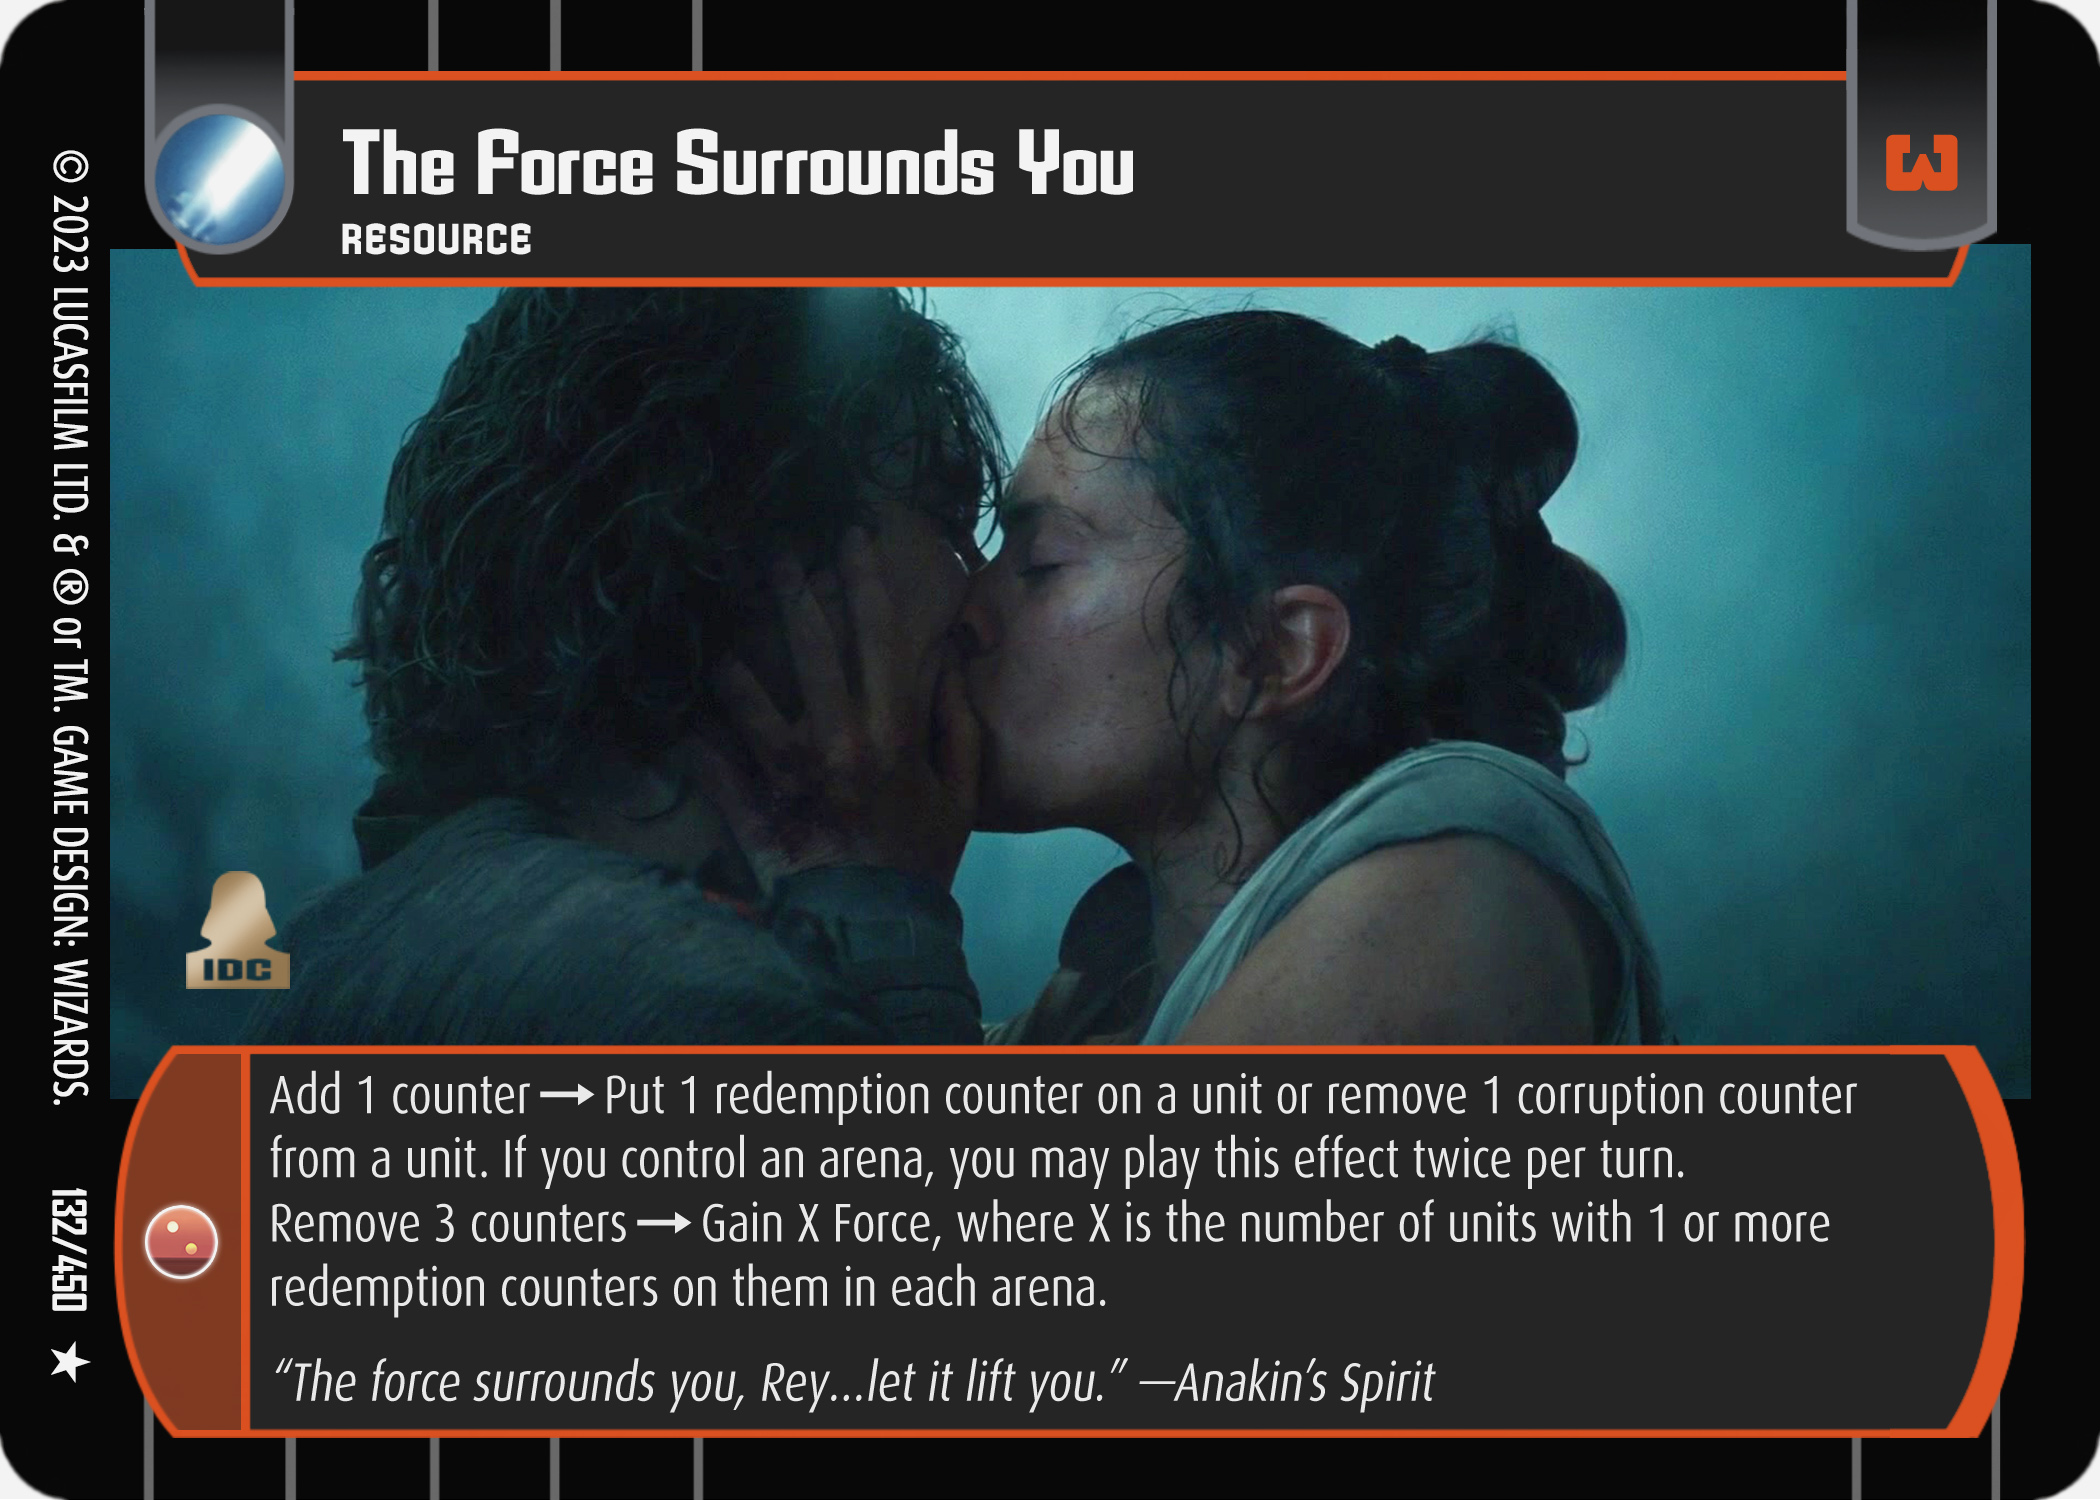 The Force Surrounds You
RESOURCE
IDC
Add 1 counter → Put 1 redemption counter on a unit or remove 1 corruption counter
from a unit. If you control an arena, you may play this effect twice per turn.
Remove 3 counters → Gain X Force, where X is the number of units with 1 or more
redemption counters on them in each arena.
“The force surrounds you, Rey...let it lift you.” —Anakin’s Spirit
© 2023 LUCASFILM LTD. & ® or TM. GAME DESIGN: WIZARDS. 132/450 ★